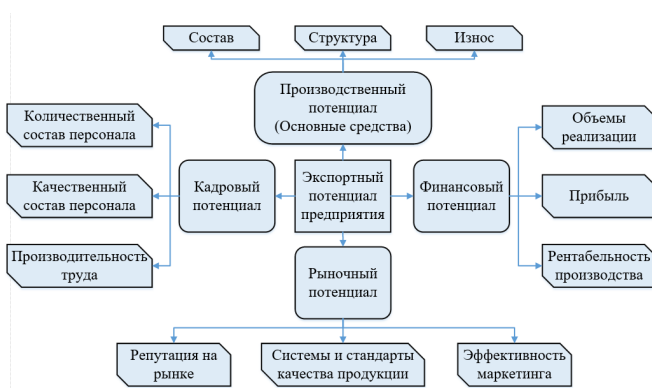 Состав
Структура
Износ
Производственный
потенциал
(Основные средства)
Количественный
состав персонала
Объемы
реализации
Качественный
состав персонала
Кадровый
потенциал
Экспортный
потенциал
предприятия
Финансовый
потенциал
Прибыль
Производительность
труда
Рентабельность
производства
Рыночный
потенциал
Репутация на
рынке
Системы и стандарты
качества продукции
Эффективность
маркетинга